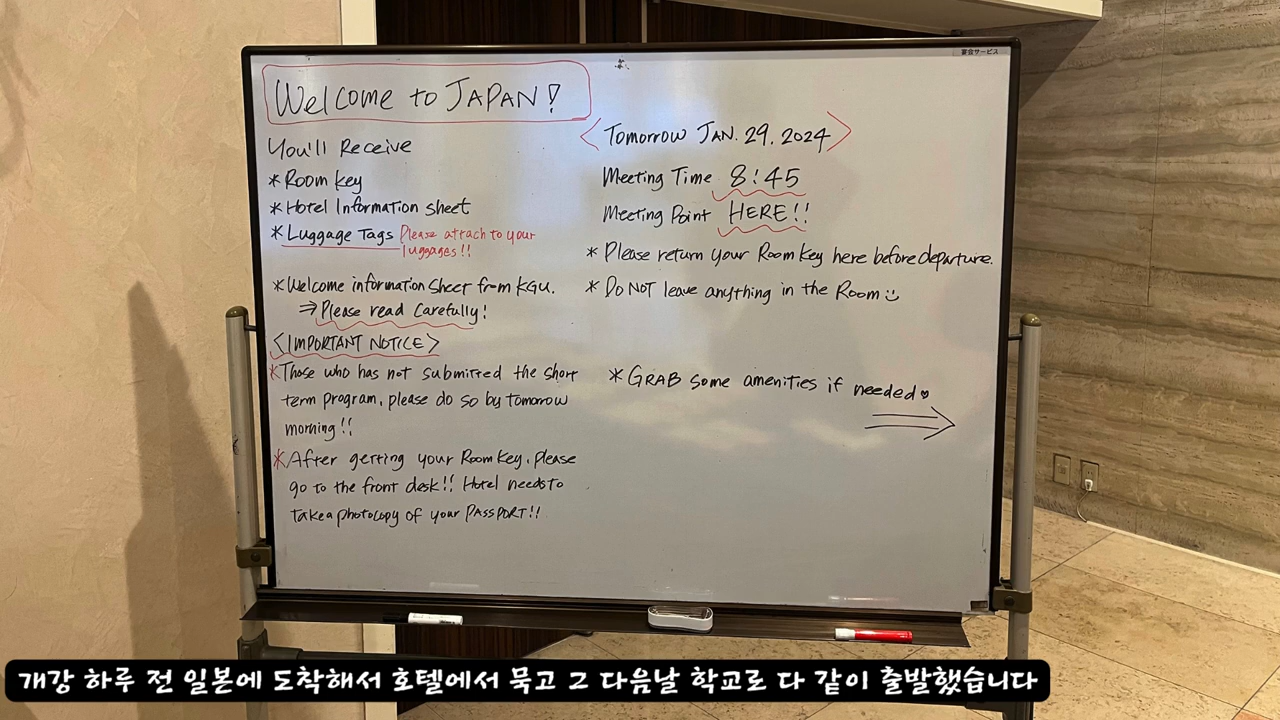 宴会サービス
Welcome to JAPAN!
You'll Receive
* Room key
* Hotel Information sheet
* Luggage Tags Please attach to your
luggages!!
* Welcome information sheet from KGU.
⇒ Please read carefully!
<IMPORTANT NOTICE>
* Those who has not submitted the short
term program, please do so by tomorrow
morning!!
* After getting your Room key, please
go to the front desk!! Hotel needs to
take a photocopy of your PASSPORT!!
<Tomorrow JAN. 29. 2024>
Meeting Time 8:45
Meeting Point HERE!!
* Please return your Room key here before departure.
* Do NOT leave anything in the Room
* GRAB some amenities if needed♡
개강 하루 전 일본에 도착해서 호텔에서 묵고 그 다음날 학교로 다 같이 출발했습니다